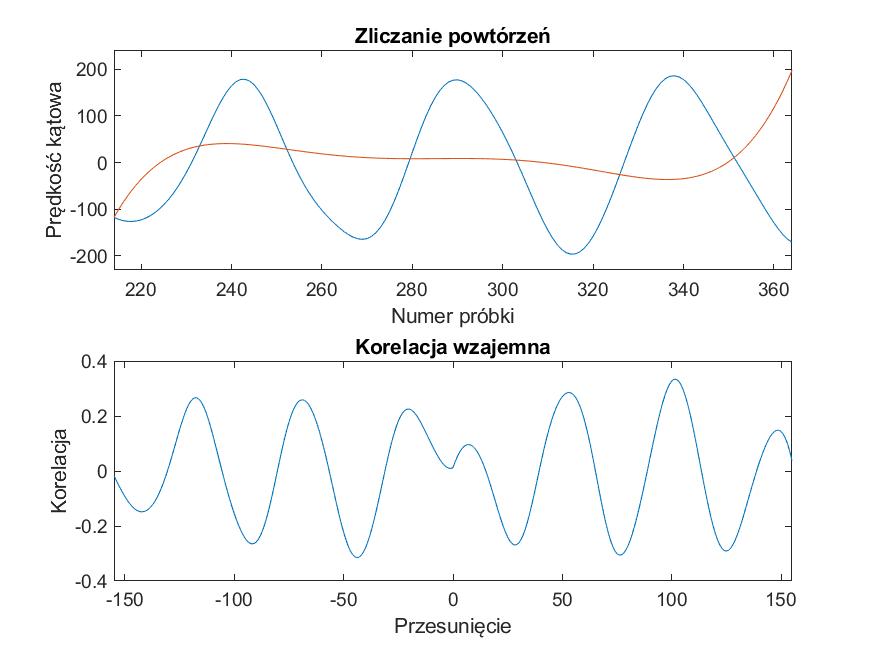 Zliczanie powtórzeń
200
100
0
-100
-200
Prędkość kątowa
220 240 260 280 300 320 340 360
Numer próbki
Korelacja wzajemna
0.4
0.2
0
-0.2
-0.4
Korelacja
-150 -100 -50 0 50 100 150
Przesunięcie